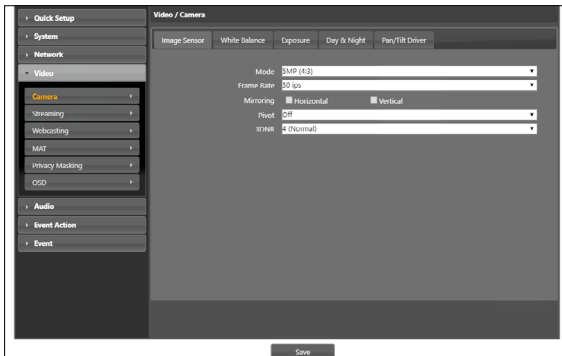 Quick Setup
System
Network
Video
Camera
Streaming
Webcasting
MAT
Privacy Masking
OSD
Audio
Event Action
Event
Video / Camera
Image Sensor White Balance Exposure Day & Night Pan/Tilt Driver
Mode 5MP (4:3)
Frame Rate 30 ips
Mirroring Horizontal Vertical
Pivot Off
3DNR 4 (Normal)
Save